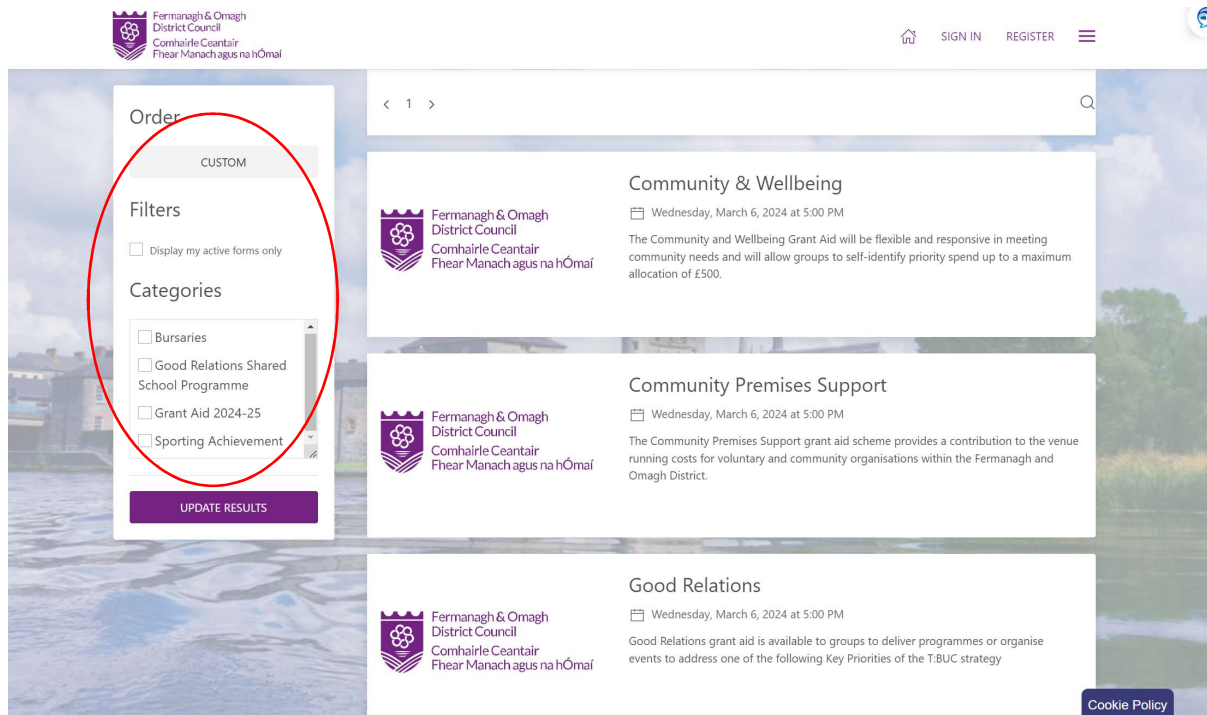 Fermanagh & Omagh
District Council
Comhairle Ceantair
Fhear Manach agus na hÓmaí
SIGN IN
REGISTER
Order
CUSTOM
Filters
Display my active forms only
Categories
Bursaries
Good Relations Shared
School Programme
Grant Aid 2024-25
Sporting Achievement
UPDATE RESULTS
< 1 >
Fermanagh & Omagh
District Council
Comhairle Ceantair
Fhear Manach agus na hÓmaí
Community & Wellbeing
Wednesday, March 6, 2024 at 5:00 PM
The Community and Wellbeing Grant Aid will be flexible and responsive in meeting
community needs and will allow groups to self-identify priority spend up to a maximum
allocation of £500.
Fermanagh & Omagh
District Council
Comhairle Ceantair
Fhear Manach agus na hÓmaí
Community Premises Support
Wednesday, March 6, 2024 at 5:00 PM
The Community Premises Support grant aid scheme provides a contribution to the venue
running costs for voluntary and community organisations within the Fermanagh and
Omagh District.
Fermanagh & Omagh
District Council
Comhairle Ceantair
Fhear Manach agus na hÓmaí
Good Relations
Wednesday, March 6, 2024 at 5:00 PM
Good Relations grant aid is available to groups to deliver programmes or organise
events to address one of the following Key Priorities of the T:BUC strategy
Cookie Policy